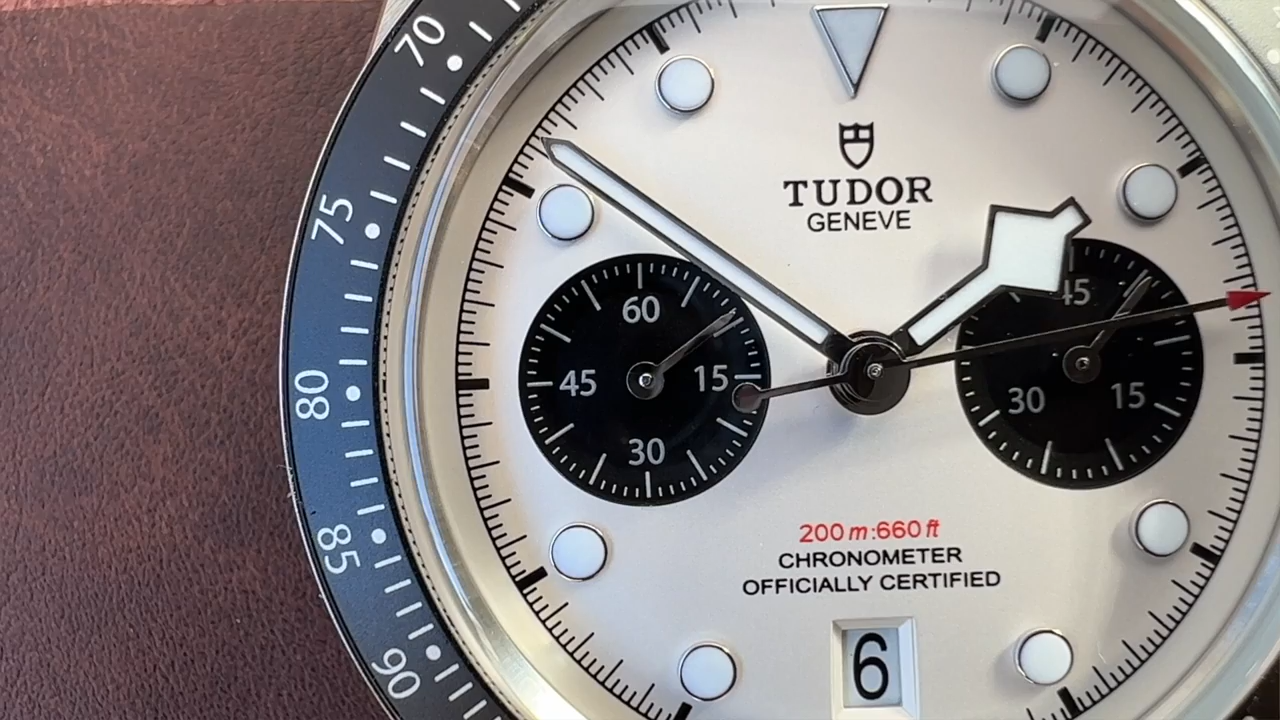 70
75
80
85
90
TUDOR
GENEVE
60
45
15
30
45
30
15
200 m:660 ft
CHRONOMETER
OFFICIALLY CERTIFIED
6